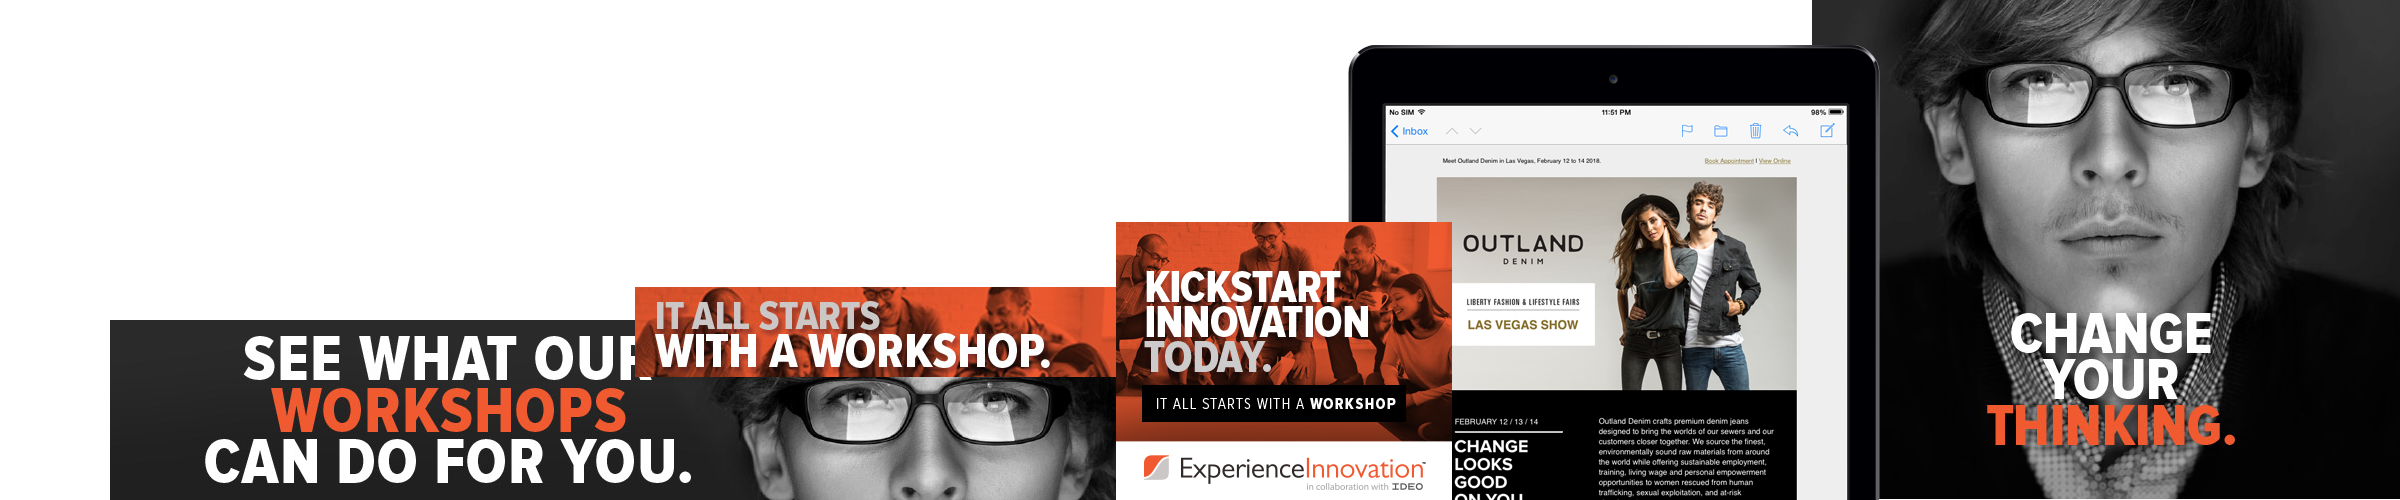 SEE WHAT OUR
WORKSHOPS
CAN DO FOR YOU.
IT ALL STARTS
WITH A WORKSHOP.
KICKSTART
INNOVATION
TODAY.
IT ALL STARTS WITH A WORKSHOP
ExperienceInnovation™
in collaboration with IDEO
No SIM
11:51 PM
98%
Inbox
Meet Outland Denim in Las Vegas, February 12 to 14 2018.
Book Appointment | View Online
OUTLAND
DENIM
LIBERTY FASHION & LIFESTYLE FAIRS
LAS VEGAS SHOW
FEBRUARY 12 / 13 / 14
CHANGE
LOOKS
GOOD
ON YOU
Outland Denim crafts premium denim jeans
designed to bring the worlds of our sewers and our
customers closer together. We source the finest,
environmentally sound raw materials from around
the world while offering sustainable employment,
training, living wage and personal empowerment
opportunities to women rescued from human
trafficking, sexual exploitation, and at-risk
CHANGE
YOUR
THINKING.